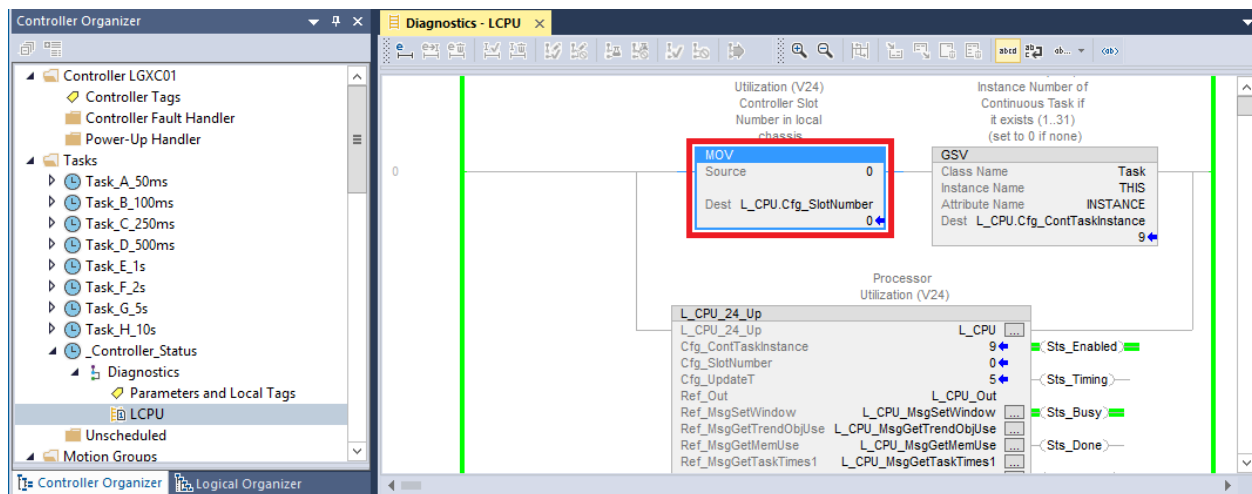 Controller Organizer
Controller LGXC01
Controller Tags
Controller Fault Handler
Power-Up Handler
Tasks
Task_A_50ms
Task_B_100ms
Task_C_250ms
Task_D_500ms
Task_E_1s
Task_F_2s
Task_G_5s
Task_H_10s
_Controller_Status
Diagnostics
Parameters and Local Tags
LCPU
Unscheduled
Motion Groups
Controller Organizer
Logical Organizer
Diagnostics - LCPU
abcd
ab...
<ab>
0
Utilization (V24)
Controller Slot
Number in local
chassis
MOV
Source 0
Dest L_CPU.Cfg_SlotNumber
0
Instance Number of
Continuous Task if
it exists (1..31)
(set to 0 if none)
GSV
Class Name Task
Instance Name THIS
Attribute Name INSTANCE
Dest L_CPU.Cfg_ContTaskInstance
9
Processor
Utilization (V24)
L_CPU_24_Up
L_CPU_24_Up L_CPU ...
Cfg_ContTaskInstance 9
Cfg_SlotNumber 0
Cfg_UpdateT 5
Ref_Out L_CPU_Out
Ref_MsgSetWindow L_CPU_MsgSetWindow ...
Ref_MsgGetTrendObjUse L_CPU_MsgGetTrendObjUse ...
Ref_MsgGetMemUse L_CPU_MsgGetMemUse ...
Ref_MsgGetTaskTimes1 L_CPU_MsgGetTaskTimes1 ...
Sts_Enabled
Sts_Timing
Sts_Busy
Sts_Done